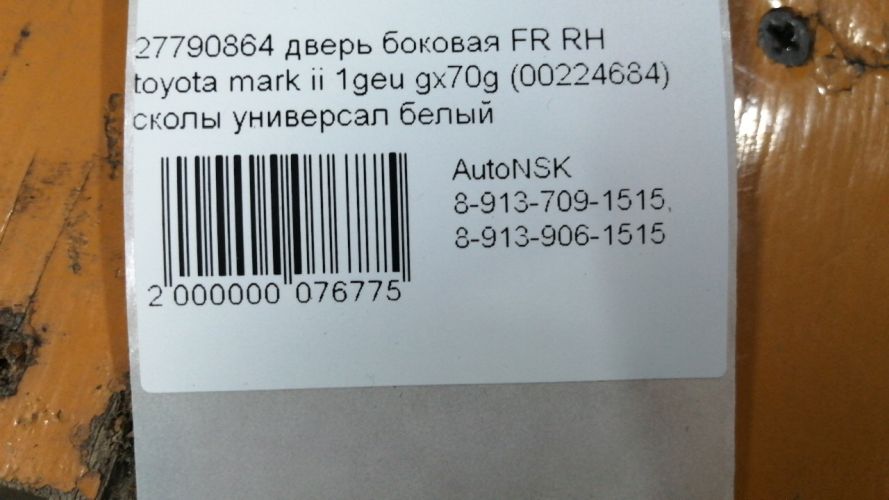 27790864 дверь боковая FR RH
toyota mark ii 1geu gx70g (00224684)
сколы универсал белый
AutoNSK
8-913-709-1515,
8-913-906-1515
2 000000 076775